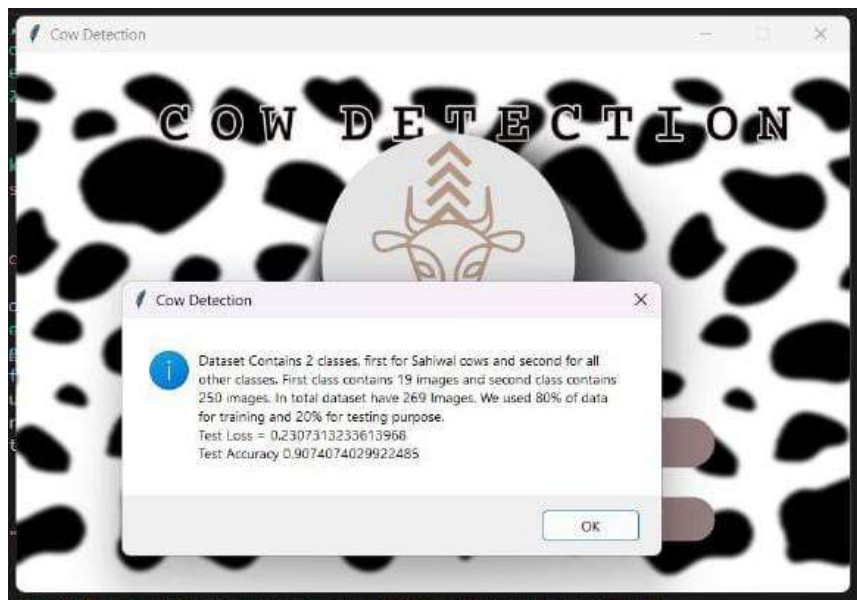 Cow Detection
COW DETECTION
Cow Detection
Dataset Contains 2 classes. first for Sahiwal cows and second for all
other classes. First class contains 19 images and second class contains
250 images. In total dataset have 269 Images. We used 80% of data
for training and 20% for testing purpose.
Test Loss = 0.2307313233613968
Test Accuracy 0.9074074029922485
OK